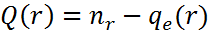 Q(r) = n_r − q_e(r)